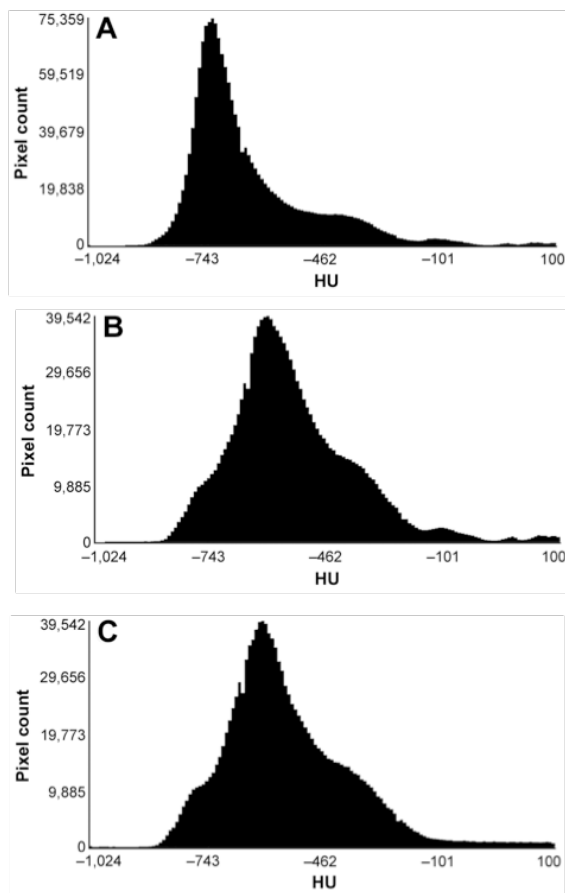 A
75,359
59,519
39,679
19,838
0
Pixel count
–1,024 –743 –462 –101 100
HU
B
39,542
29,656
19,773
9,885
0
Pixel count
–1,024 –743 –462 –101 100
HU
C
39,542
29,656
19,773
9,885
0
Pixel count
–1,024 –743 –462 –101 100
HU